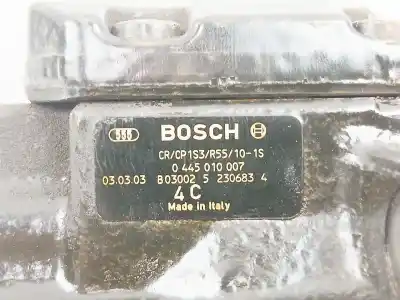 BOSCH
CR/CP1S3/R55/10-1S
0 445 010 007
03.03.03 B03002 5 230683 4
4 C
Made in Italy